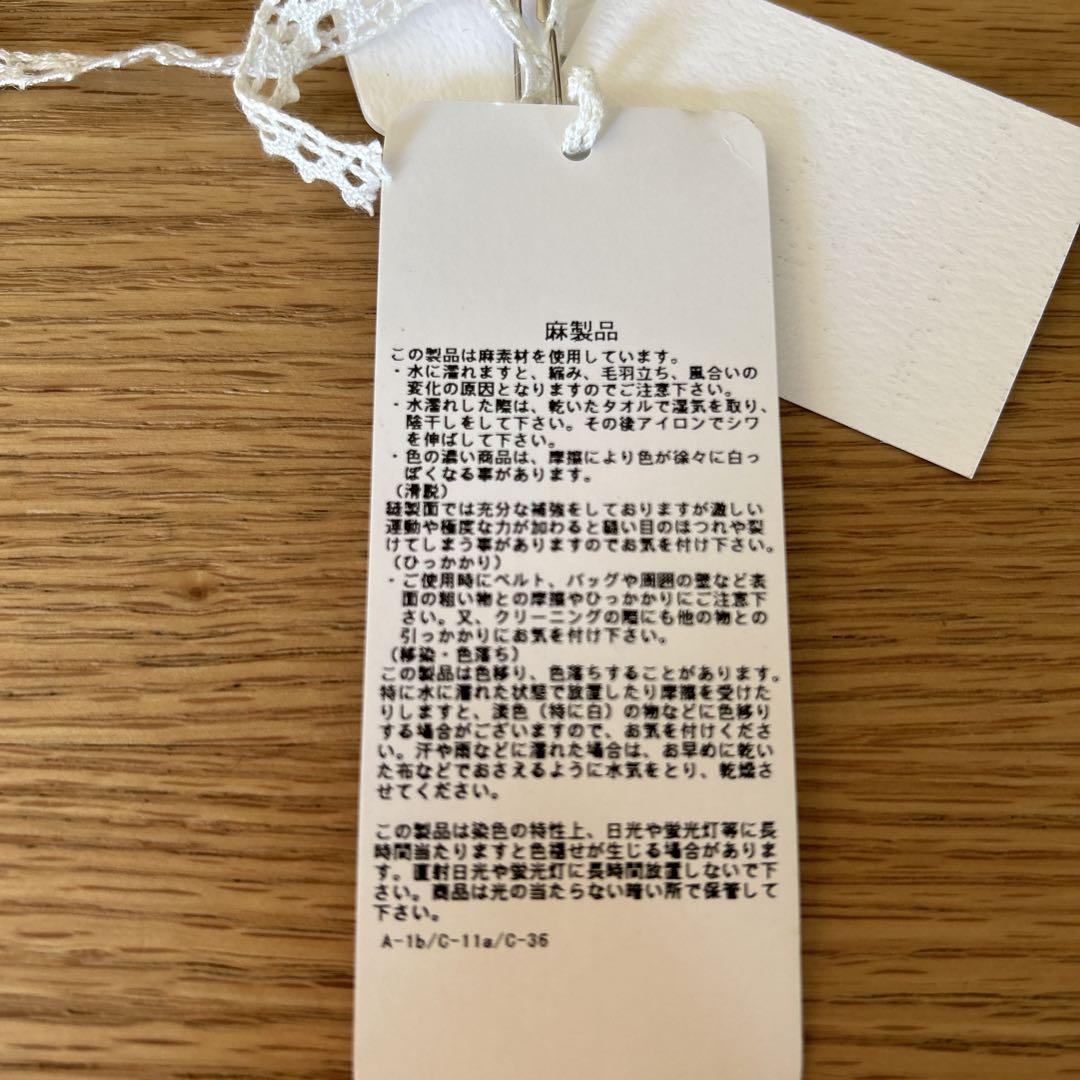 麻製品
この製品は麻素材を使用しています。
・水に濡れますと、縮み、毛羽立ち、風合いの
変化の原因となりますのでご注意下さい。
・水濡れした際は、乾いたタオルで湿気を取り、
陰干しをして下さい。その後アイロンでシワ
を伸ばして下さい。
・色の濃い商品は、摩擦により色が徐々に白っ
ぽくなる事があります。
（滑脱）
縫製面では充分な補強をしておりますが激しい
運動や極度な力が加わると縫い目のほつれや裂
けてしまう事がありますのでお気を付け下さい。
（ひっかかり）
・ご使用時にベルト、バッグや周囲の壁など表
面の粗い物との摩擦やひっかかりにご注意下
さい。又、クリーニングの際にも他の物との
引っかかりにお気を付け下さい。
（移染・色落ち）
この製品は色移り、色落ちすることがあります。
特に水に濡れた状態で放置したり摩擦を受けた
りしますと、淡色（特に白）の物などに色移り
する場合がございますので、お気を付けくださ
い。汗や雨などに濡れた場合は、お早めに乾い
た布などでおさえるように水気をとり、乾燥さ
せてください。
この製品は染色の特性上、日光や蛍光灯等に長
時間当たりますと色褪せが生じる場合がありま
す。直射日光や蛍光灯に長時間放置しないで下
さい。商品は光の当たらない暗い所で保管して
下さい。
A-1b/C-11a/C-36